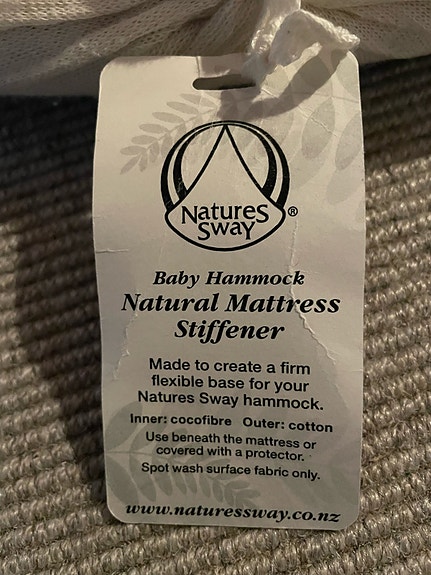 Natures
Sway ®
Baby Hammock
Natural Mattress
Stiffener
Made to create a firm
flexible base for your
Natures Sway hammock.
Inner: cocofibre Outer: cotton
Use beneath the mattress or
covered with a protector.
Spot wash surface fabric only.
www.naturessway.co.nz